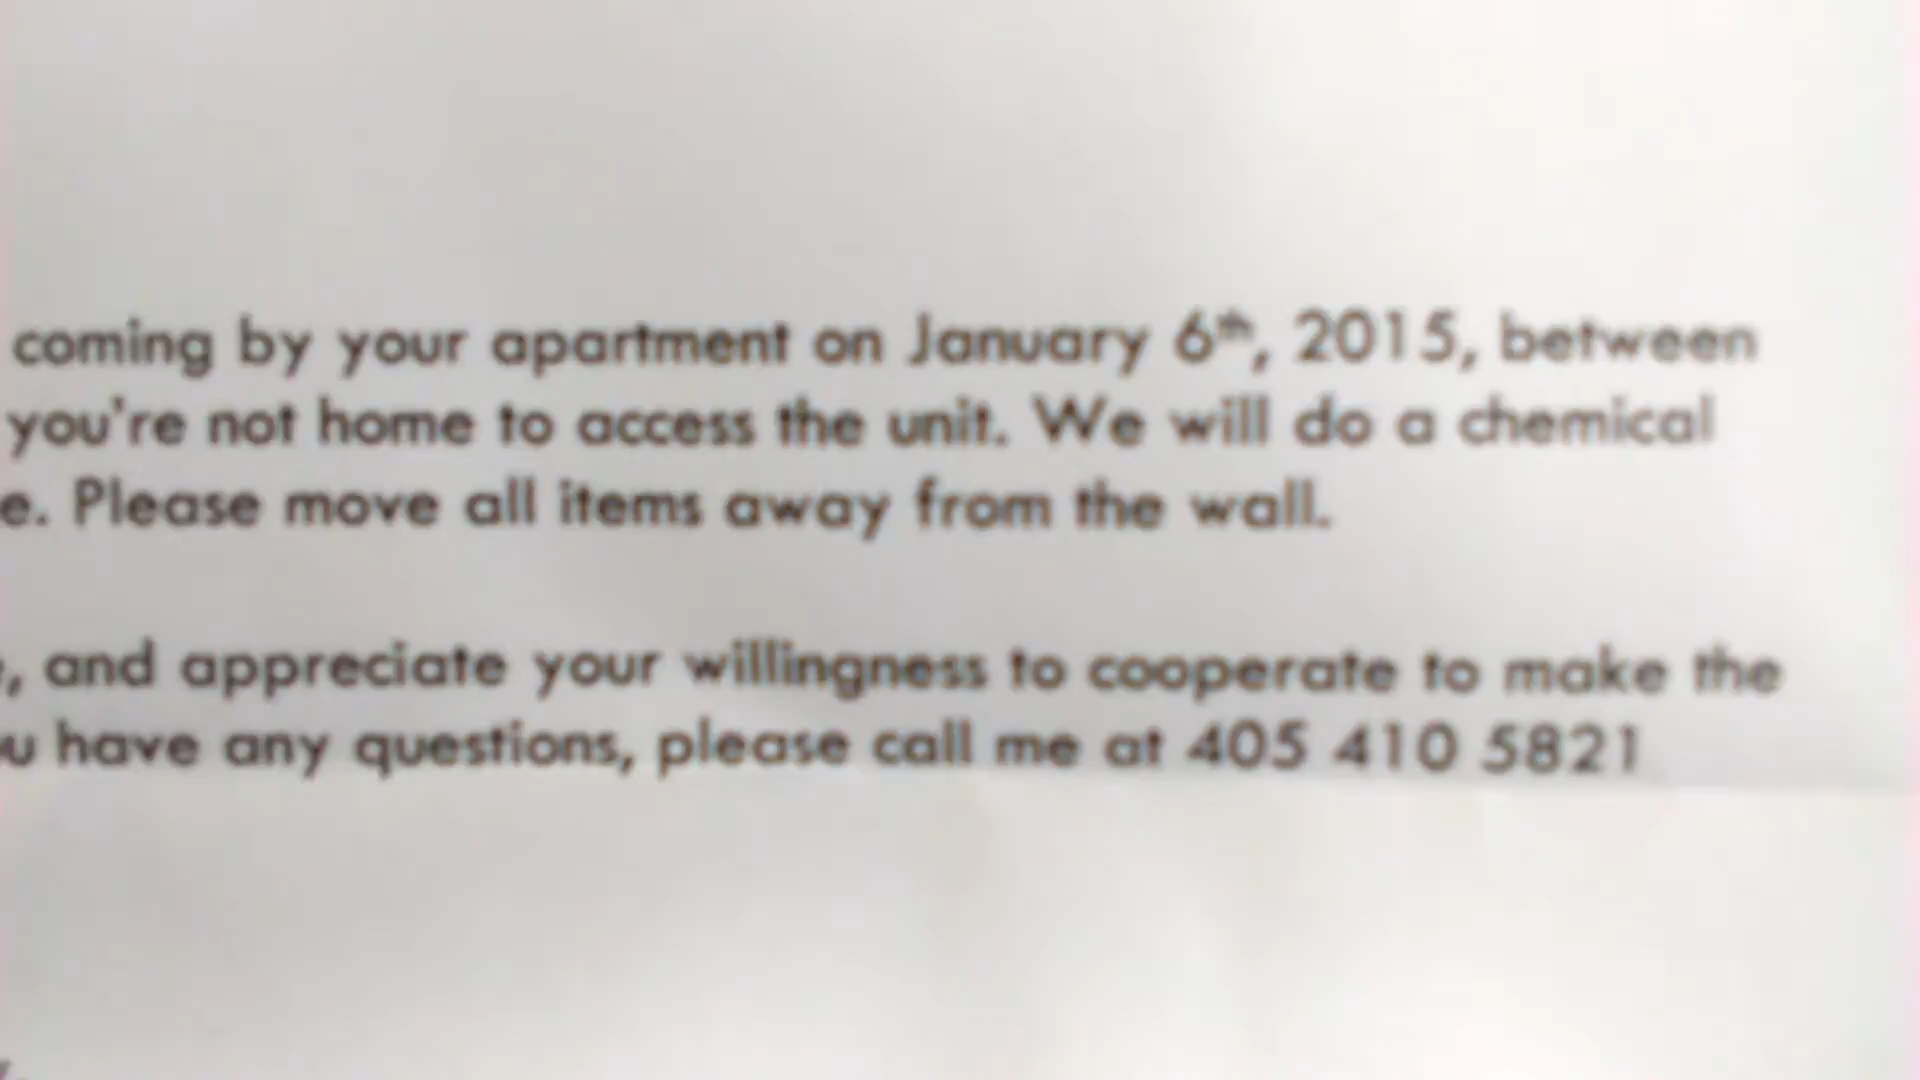 coming by your apartment on January 6th, 2015, between
you're not home to access the unit. We will do a chemical
e. Please move all items away from the wall.
, and appreciate your willingness to cooperate to make the
u have any questions, please call me at 405 410 5821